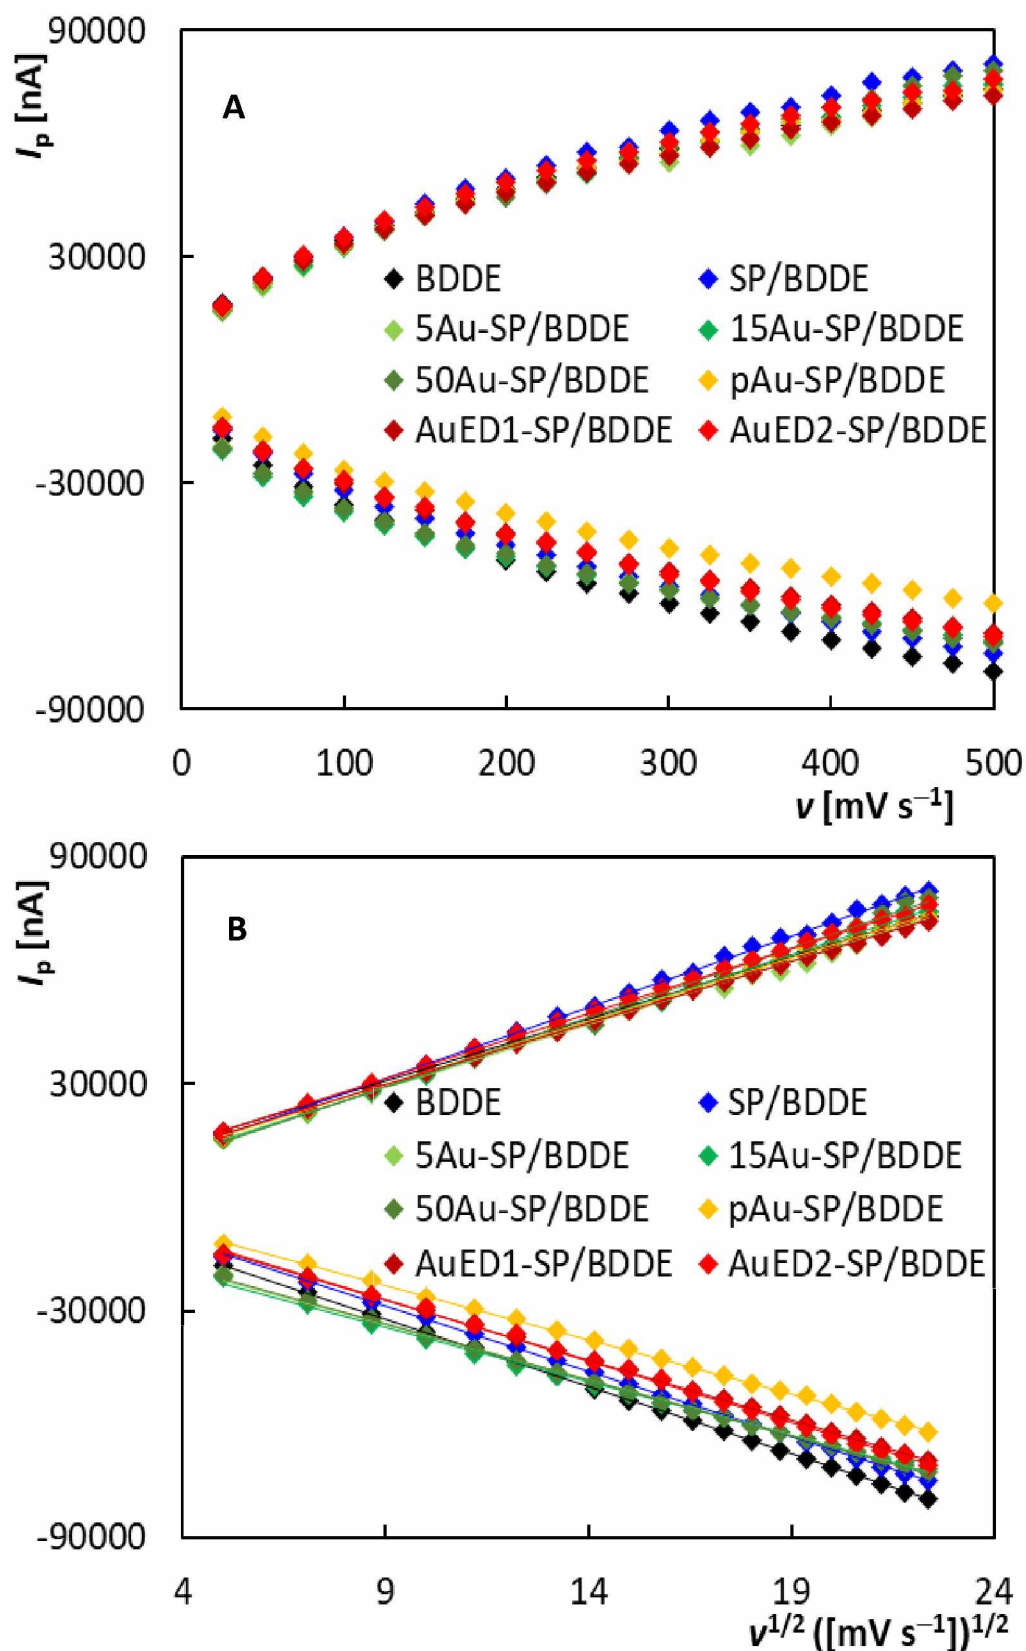 90000
I_p [nA]
A
30000
BDDE SP/BDDE
5Au-SP/BDDE 15Au-SP/BDDE
50Au-SP/BDDE pAu-SP/BDDE
AuED1-SP/BDDE AuED2-SP/BDDE
-30000
-90000
0 100 200 300 400 500
v [mV s⁻¹]
90000
I_p [nA]
B
30000
BDDE SP/BDDE
5Au-SP/BDDE 15Au-SP/BDDE
50Au-SP/BDDE pAu-SP/BDDE
AuED1-SP/BDDE AuED2-SP/BDDE
-30000
-90000
4 9 14 19 24
v^1/2 ([mV s⁻¹])^1/2